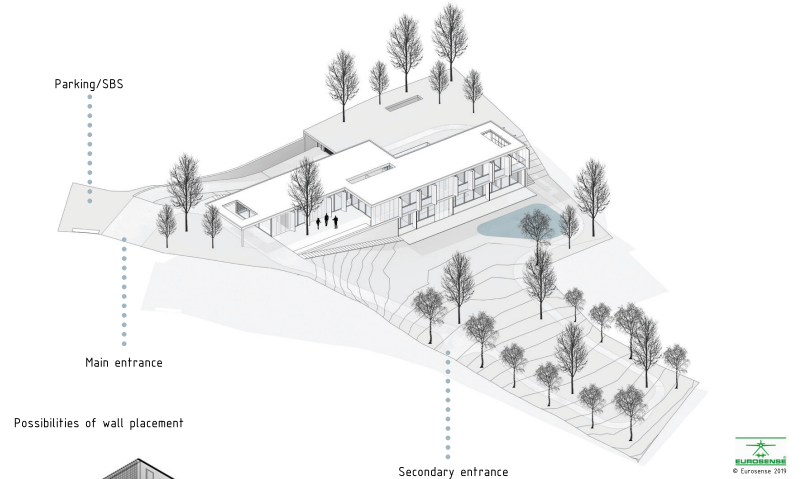 Parking/SBS
Main entrance
Possibilities of wall placement
Secondary entrance
EUROSENSE
© Eurosense 2019